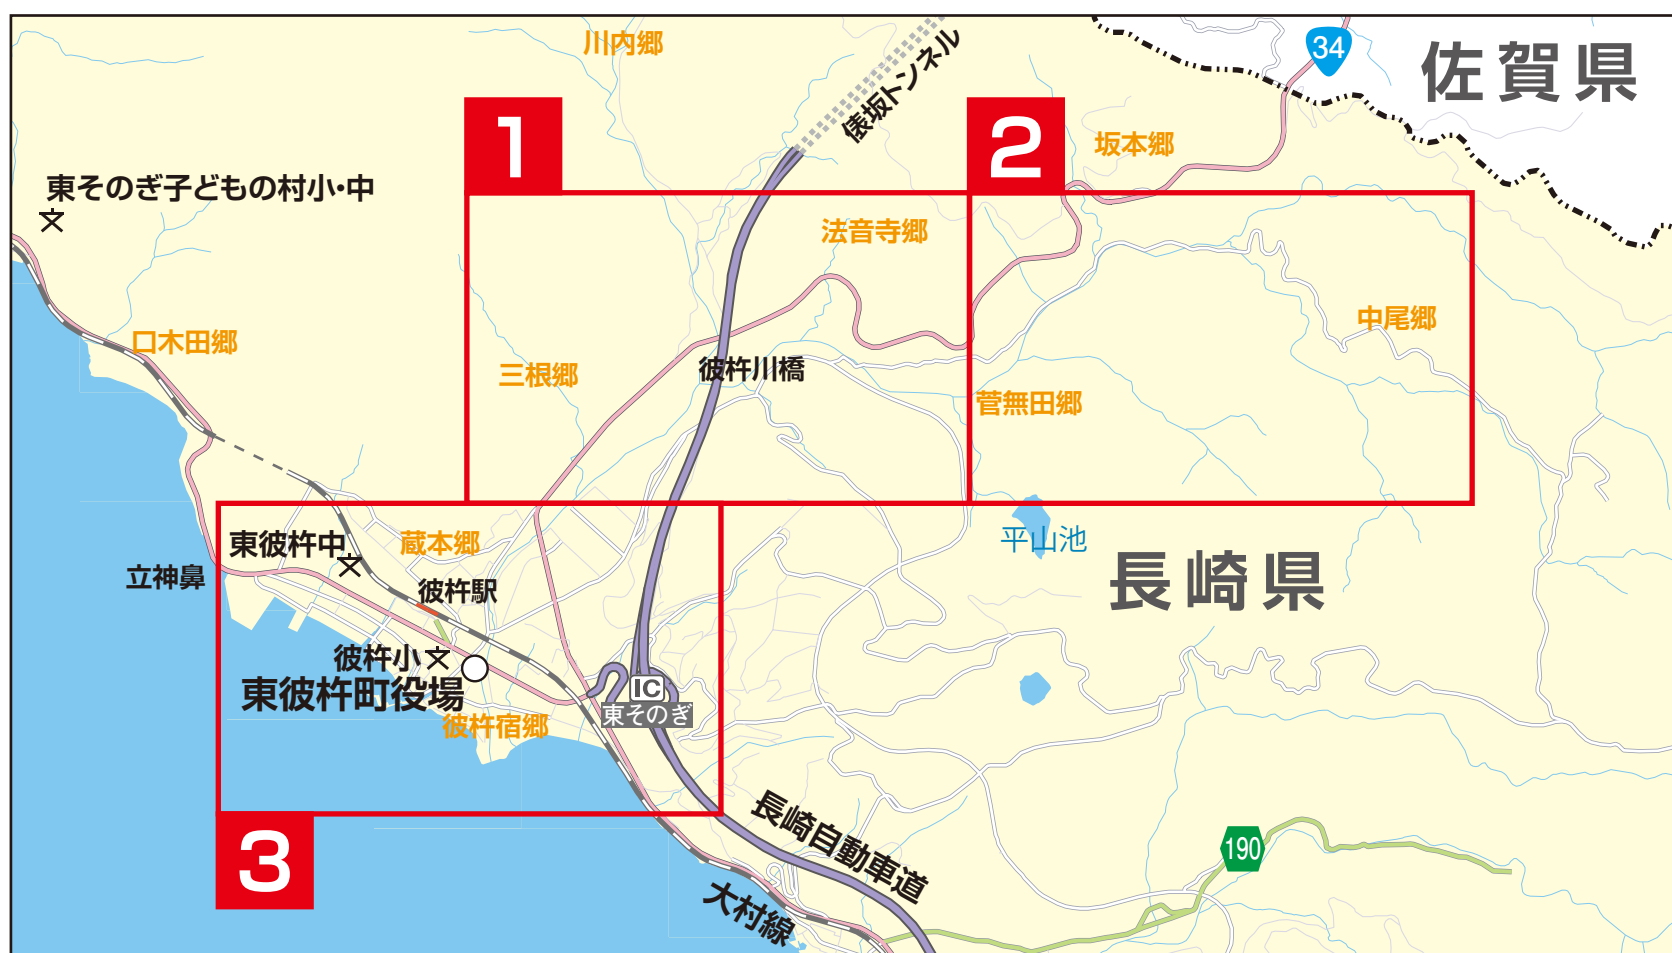 川内郷
俵坂トンネル
34
佐賀県
1
2
坂本郷
東そのぎ子どもの村小・中
法音寺郷
口木田郷
中尾郷
三根郷
彼杵川橋
菅無田郷
東彼杵中
蔵本郷
平山池
立神鼻
彼杵駅
長崎県
彼杵小
東彼杵町役場
IC
東そのぎ
彼杵宿郷
3
長崎自動車道
190
大村線